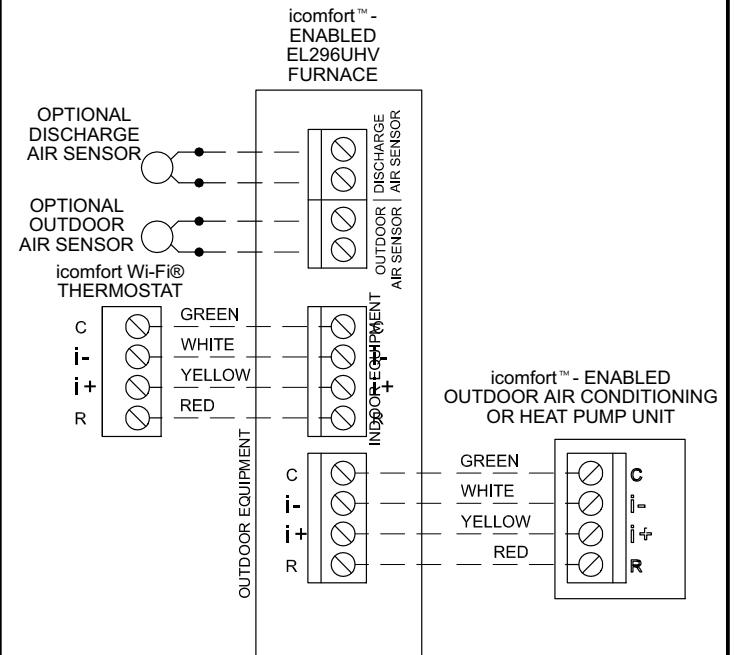 icomfort™-
ENABLED
EL296UHV
FURNACE
OPTIONAL
DISCHARGE
AIR SENSOR
DISCHARGE
AIR SENSOR
OPTIONAL
OUTDOOR
AIR SENSOR
OUTDOOR
AIR SENSOR
icomfort Wi-Fi®
THERMOSTAT
C
GREEN
C
i-
WHITE
i-
i+
YELLOW
i+
R
RED
R
INDOOR EQUIPMENT
icomfort™- ENABLED
OUTDOOR AIR CONDITIONING
OR HEAT PUMP UNIT
OUTDOOR EQUIPMENT
C
GREEN
C
i-
WHITE
i-
i+
YELLOW
i+
R
RED
R